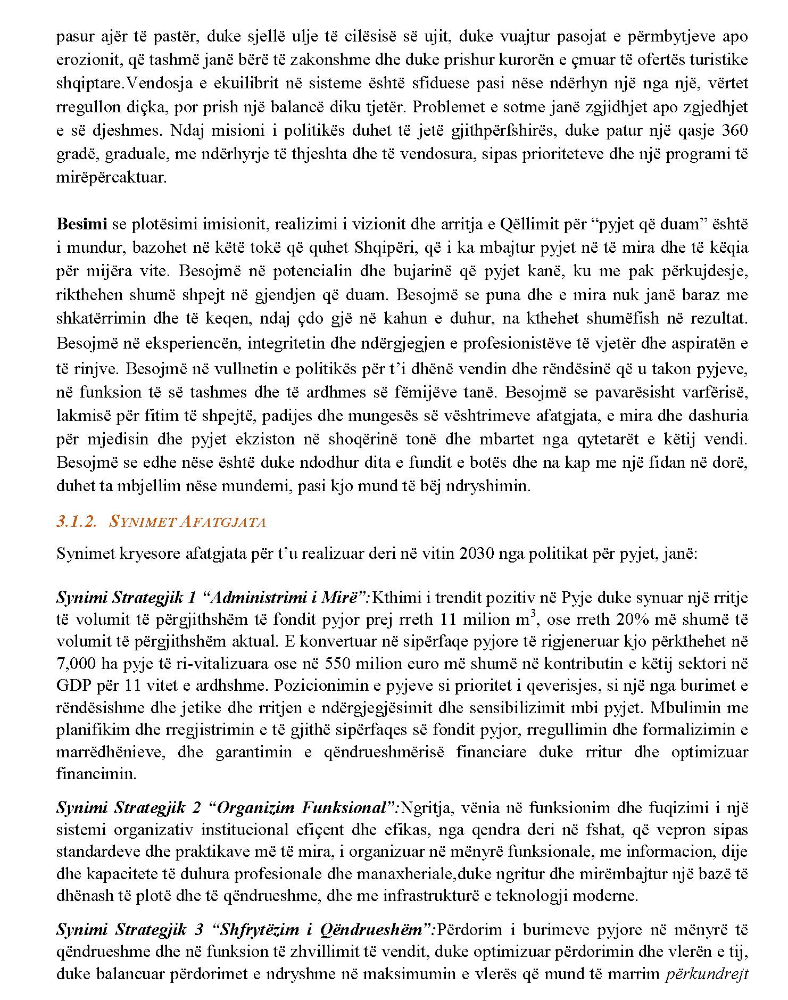 pasur ajër të pastër, duke sjellë ulje të cilësisë së ujit, duke vuajtur pasojat e përmbytjeve apo
erozionit, që tashmë janë bërë të zakonshme dhe duke prishur kurorën e çmuar të ofertës turistike
shqiptare.Vendosja e ekuilibrit në sisteme është sfiduese pasi nëse ndërhyn një nga një, vërtet
rregullon diçka, por prish një balancë diku tjetër. Problemet e sotme janë zgjidhjet apo zgjedhjet
e së djeshmes. Ndaj misioni i politikës duhet të jetë gjithpërfshirës, duke patur një qasje 360
gradë, graduale, me ndërhyrje të thjeshta dhe të vendosura, sipas prioriteteve dhe një programi të
mirëpërcaktuar.
Besimi se plotësimi imisionit, realizimi i vizionit dhe arritja e Qëllimit për “pyjet që duam” është
i mundur, bazohet në këtë tokë që quhet Shqipëri, që i ka mbajtur pyjet në të mira dhe të këqia
për mijëra vite. Besojmë në potencialin dhe bujarinë që pyjet kanë, ku me pak përkujdesje,
rikthehen shumë shpejt në gjendjen që duam. Besojmë se puna dhe e mira nuk janë baraz me
shkatërrimin dhe të keqen, ndaj çdo gjë në kahun e duhur, na kthehet shumëfish në rezultat.
Besojmë në eksperiencën, integritetin dhe ndërgjegjen e profesionistëve të vjetër dhe aspiratën e
të rinjve. Besojmë në vullnetin e politikës për t’i dhënë vendin dhe rëndësinë që u takon pyjeve,
në funksion të së tashmes dhe të ardhmes së fëmijëve tanë. Besojmë se pavarësisht varfërisë,
lakmisë për fitim të shpejtë, padijes dhe mungesës së vështrimeve afatgjata, e mira dhe dashuria
për mjedisin dhe pyjet ekziston në shoqërinë tonë dhe mbartet nga qytetarët e këtij vendi.
Besojmë se edhe nëse është duke ndodhur dita e fundit e botës dhe na kap me një fidan në dorë,
duhet ta mbjellim nëse mundemi, pasi kjo mund të bëj ndryshimin.
3.1.2. SYNIMET AFATGJATA
Synimet kryesore afatgjata për t’u realizuar deri në vitin 2030 nga politikat për pyjet, janë:
Synimi Strategjik 1 “Administrimi i Mirë”:Kthimi i trendit pozitiv në Pyje duke synuar një rritje
të volumit të përgjithshëm të fondit pyjor prej rreth 11 milion m³, ose rreth 20% më shumë të
volumit të përgjithshëm aktual. E konvertuar në sipërfaqe pyjore të rigjeneruar kjo përkthehet në
7,000 ha pyje të ri-vitalizuara ose në 550 milion euro më shumë në kontributin e këtij sektori në
GDP për 11 vitet e ardhshme. Pozicionimin e pyjeve si prioritet i qeverisjes, si një nga burimet e
rëndësishme dhe jetike dhe rritjen e ndërgjegjësimit dhe sensibilizimit mbi pyjet. Mbulimin me
planifikim dhe rregjistrimin e të gjithë sipërfaqes së fondit pyjor, rregullimin dhe formalizimin e
marrëdhënieve, dhe garantimin e qëndrueshmërisë financiare duke rritur dhe optimizuar
financimin.
Synimi Strategjik 2 “Organizim Funksional”:Ngritja, vënia në funksionim dhe fuqizimi i një
sistemi organizativ institucional efiçent dhe efikas, nga qendra deri në fshat, që vepron sipas
standardeve dhe praktikave më të mira, i organizuar në mënyrë funksionale, me informacion, dije
dhe kapacitete të duhura profesionale dhe manaxheriale,duke ngritur dhe mirëmbajtur një bazë të
dhënash të plotë dhe të qëndrueshme, dhe me infrastrukturë e teknologji moderne.
Synimi Strategjik 3 “Shfrytëzim i Qëndrueshëm”:Përdorim i burimeve pyjore në mënyrë të
qëndrueshme dhe në funksion të zhvillimit të vendit, duke optimizuar përdorimin dhe vlerën e tij,
duke balancuar përdorimet e ndryshme në maksimumin e vlerës që mund të marrim përkundrejt